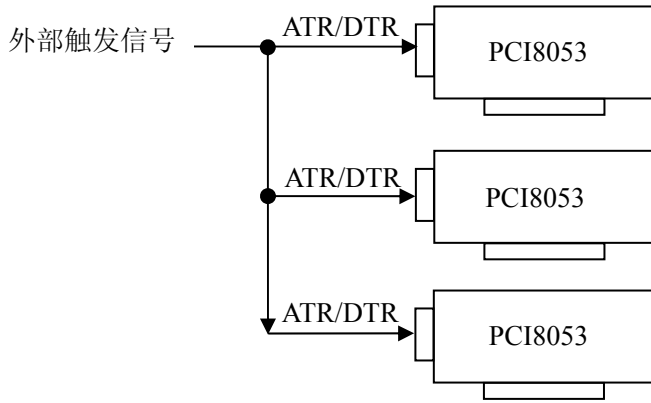 外部触发信号
ATR/DTR
PCI8053
ATR/DTR
PCI8053
ATR/DTR
PCI8053